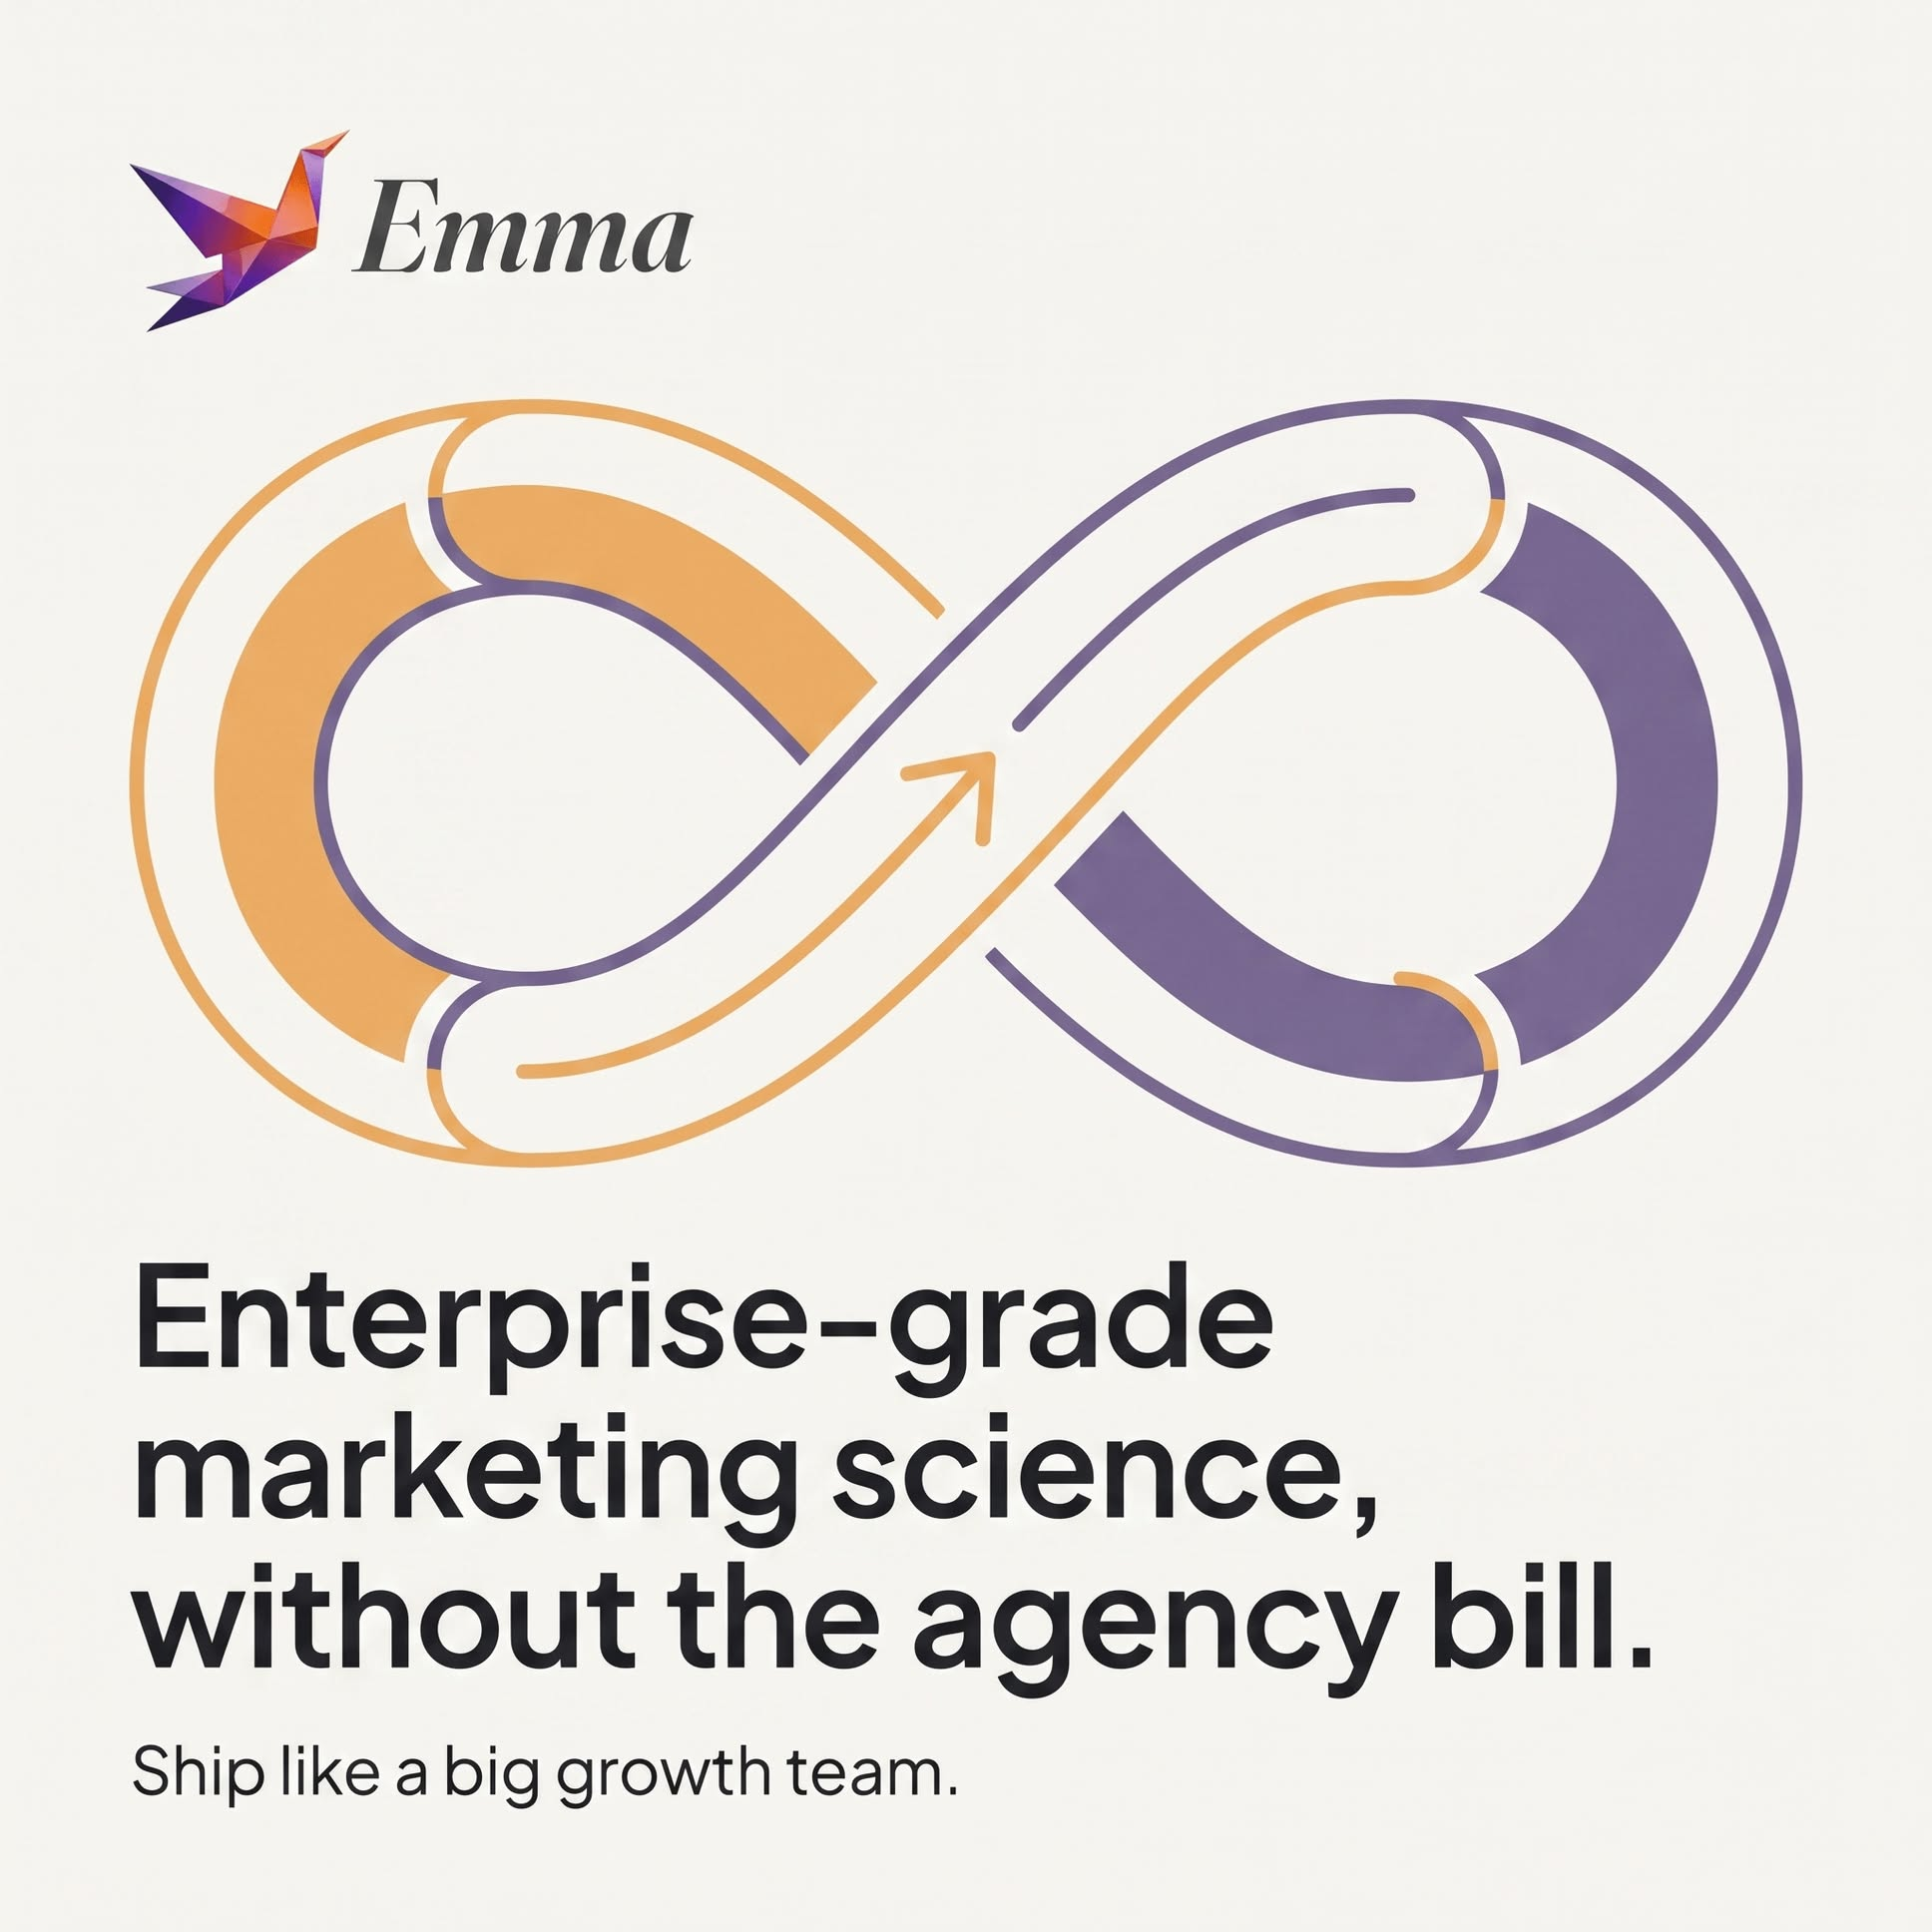 Emma
Enterprise-grade
marketing science,
without the agency bill.
Ship like a big growth team.